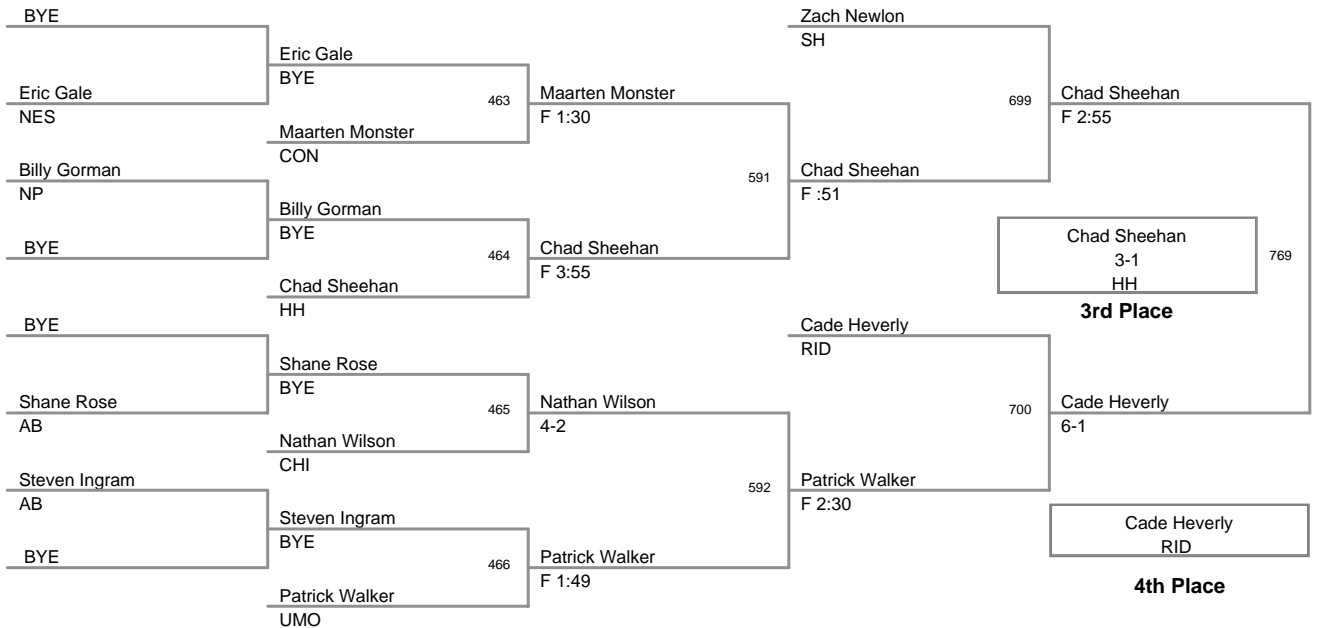 BYE
Eric Gale
NES
Billy Gorman
NP
BYE
BYE
Shane Rose
AB
Steven Ingram
AB
BYE
Eric Gale
BYE
463
Maarten Monster
CON
Billy Gorman
BYE
464
Chad Sheehan
HH
Shane Rose
BYE
465
Nathan Wilson
CHI
Steven Ingram
BYE
466
Patrick Walker
UMO
Maarten Monster
F 1:30
591
Chad Sheehan
F 3:55
Nathan Wilson
4-2
592
Patrick Walker
F 1:49
Zach Newlon
SH
699
Chad Sheehan
F :51
Cade Heverly
RID
700
Patrick Walker
F 2:30
Chad Sheehan
F 2:55
Chad Sheehan
3-1
HH
769
3rd Place
Cade Heverly
6-1
Cade Heverly
RID
4th Place